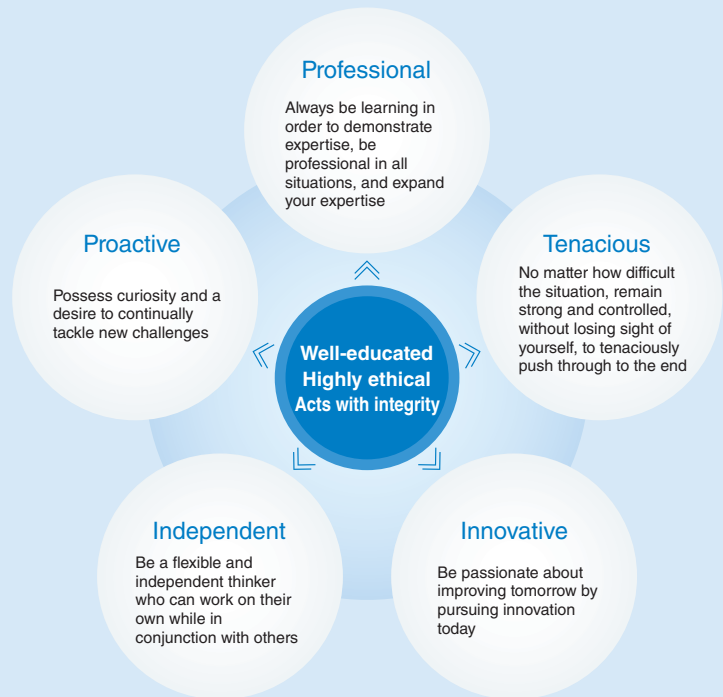 Professional
Always be learning in
order to demonstrate
expertise, be
professional in all
situations, and expand
your expertise
Proactive
Possess curiosity and a
desire to continually
tackle new challenges
Tenacious
No matter how difficult
the situation, remain
strong and controlled,
without losing sight of
yourself, to tenaciously
push through to the end
Well-educated
Highly ethical
Acts with integrity
Independent
Be a flexible and
independent thinker
who can work on their
own while in
conjunction with others
Innovative
Be passionate about
improving tomorrow by
pursuing innovation
today